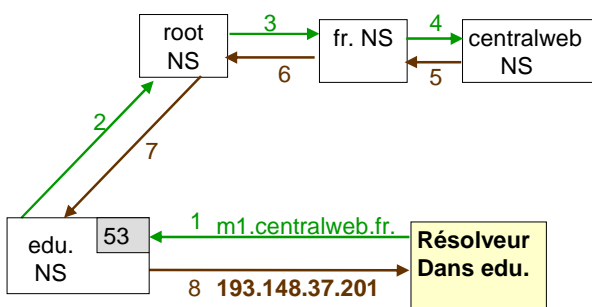 root
NS
3
fr. NS
4
centralweb
NS
6
5
2
7
edu.
NS
53
1 m1.centralweb.fr.
8 193.148.37.201
Résolveur
Dans edu.